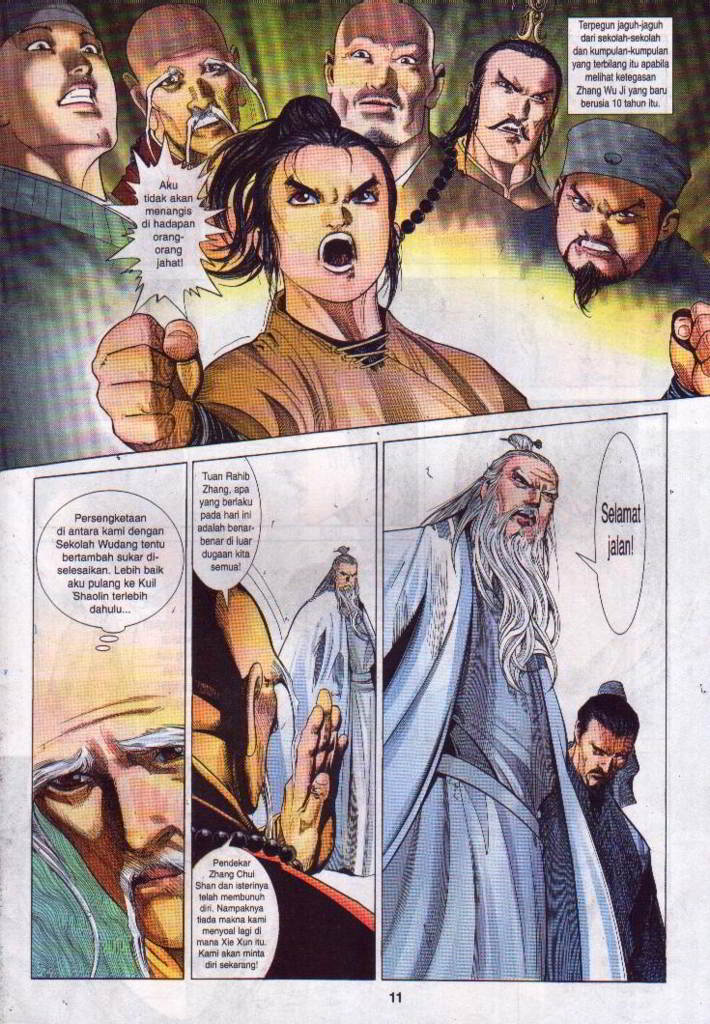 Terpegun jaguh-jaguh
dari sekolah-sekolah
dan kumpulan-kumpulan
yang terbilang itu apabila
melihat ketegasan
Zhang Wu Ji yang baru
berusia 10 tahun itu.
Aku
tidak akan
menangis
di hadapan
orang-
orang
jahat!
Persengketaan
di antara kami dengan
Sekolah Wudang tentu
bertambah sukar di-
selesaikan. Lebih baik
aku pulang ke Kuil
Shaolin terlebih
dahulu...
Tuan Rahib
Zhang, apa
yang berlaku
pada hari ini
adalah benar-
benar di luar
dugaan kita
semua!
Pendekar
Zhang Chui
Shan dan isterinya
telah membunuh
diri. Nampaknya
tiada makna kami
menyoal lagi di
mana Xie Xun itu.
Kami akan minta
diri sekarang!
Selamat
jalan!
11